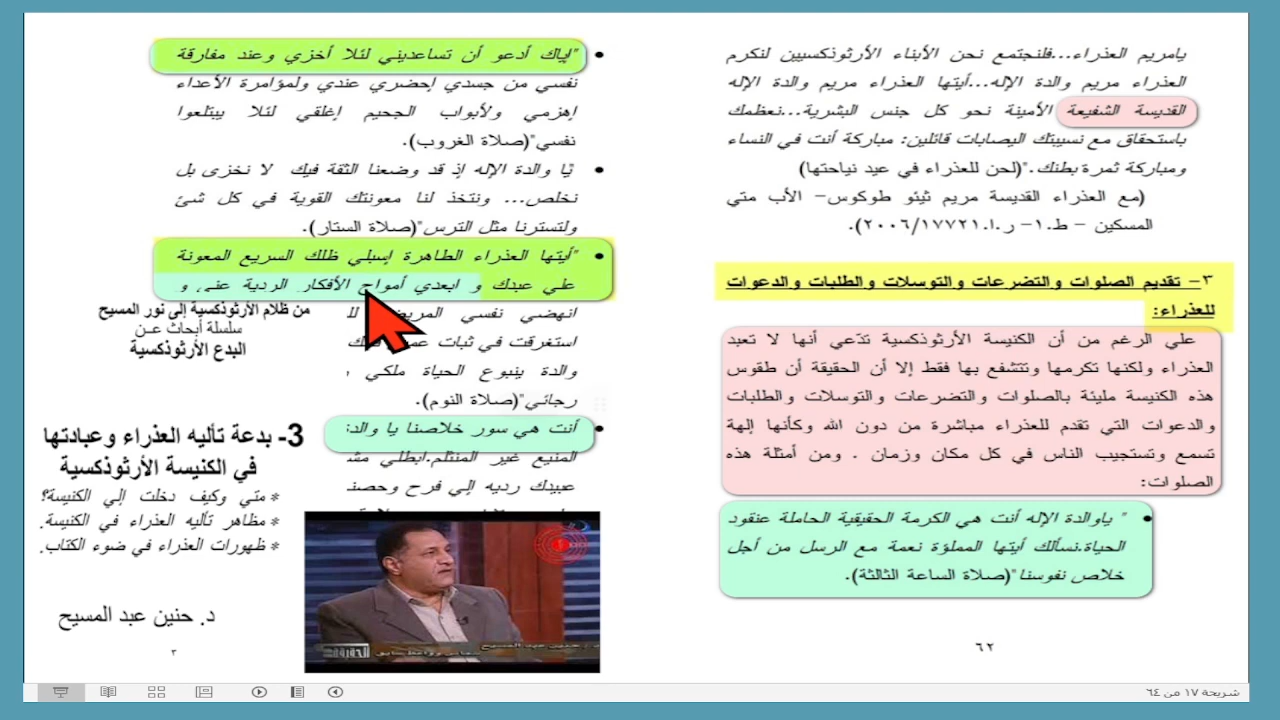 يامريم العذراء...فلنجتمع نحن الأبناء الأرثوذكسيين لنكرم
العذراء مريم والدة الإله...أيتها العذراء مريم والدة الإله
القديسة الشفيعة الأمينة نحو كل جنس البشرية...نعظمك
باستحقاق مع نسيبتك اليصابات قائلين: مباركة أنت في النساء
ومباركة ثمرة بطنك."(لحن للعذراء في عيد نياحتها)
(مع العذراء القديسة مريم ثيئو طوكوس– الأب متي
المسكين – ط.١– ر.ا.٢٠٠٦/١٧٧٢١).
٣– تقديم الصلوات والتضرعات والتوسلات والطلبات والدعوات
للعذراء:
علي الرغم من أن الكنيسة الأرثوذكسية تدّعي أنها لا تعبد
العذراء ولكنها تكرمها وتتشفع بها فقط إلا أن الحقيقة أن طقوس
هذه الكنيسة مليئة بالصلوات والتضرعات والتوسلات والطلبات
والدعوات التي تقدم للعذراء مباشرة من دون الله وكأنها إلهة
تسمع وتستجيب الناس في كل مكان وزمان . ومن أمثلة هذه
الصلوات:
• " ياوالدة الإله أنت هي الكرمة الحقيقية الحاملة عنقود
الحياة.نسألك أيتها المملؤة نعمة مع الرسل من أجل
خلاص نفوسنا"(صلاة الساعة الثالثة).
٦٢
• "إياك أدعو أن تساعديني لئلا أخزي وعند مفارقة
نفسي من جسدي إحضري عندي ولمؤامرة الأعداء
إهزمي ولأبواب الجحيم إغلقي لئلا يبتلعوا
نفسي"(صلاة الغروب).
• "يًا والدة الإله إذ قد وضعنا الثقة فيك لا نخزى بل
نخلص... ونتخذ لنا معونتك القوية في كل شئ
ولتسترنا مثل الترس"(صلاة الستار).
• "أيتها العذراء الطاهرة إسبلي ظلك السريع المعونة
علي عبدك و ابعدي أمواج الأفكار الردية عني و
انهضي نفسي
استغرقت في ثبات
والدة ينبوع الحياة ملكي
رجائي"(صلاة النوم).
• أنت هي سور خلاصنا يا
المنيع غير المنثلم.ابطلي
عبيدك رديه إلي فرح
من ظلام الأرثوذكسية إلى نور المسيح
سلسلة أبحاث عـن
البدع الأرثوذكسية
3- بدعة تأليه العذراء وعبادتها
في الكنيسة الأرثوذكسية
* متي وكيف دخلت إلي الكنيسة؟
* مظاهر تأليه العذراء في الكنيسة.
* ظهورات العذراء في ضوء الكتاب.
د. حنين عبد المسيح
٣
الحقيقة
شريحة ١٧ من ٦٤